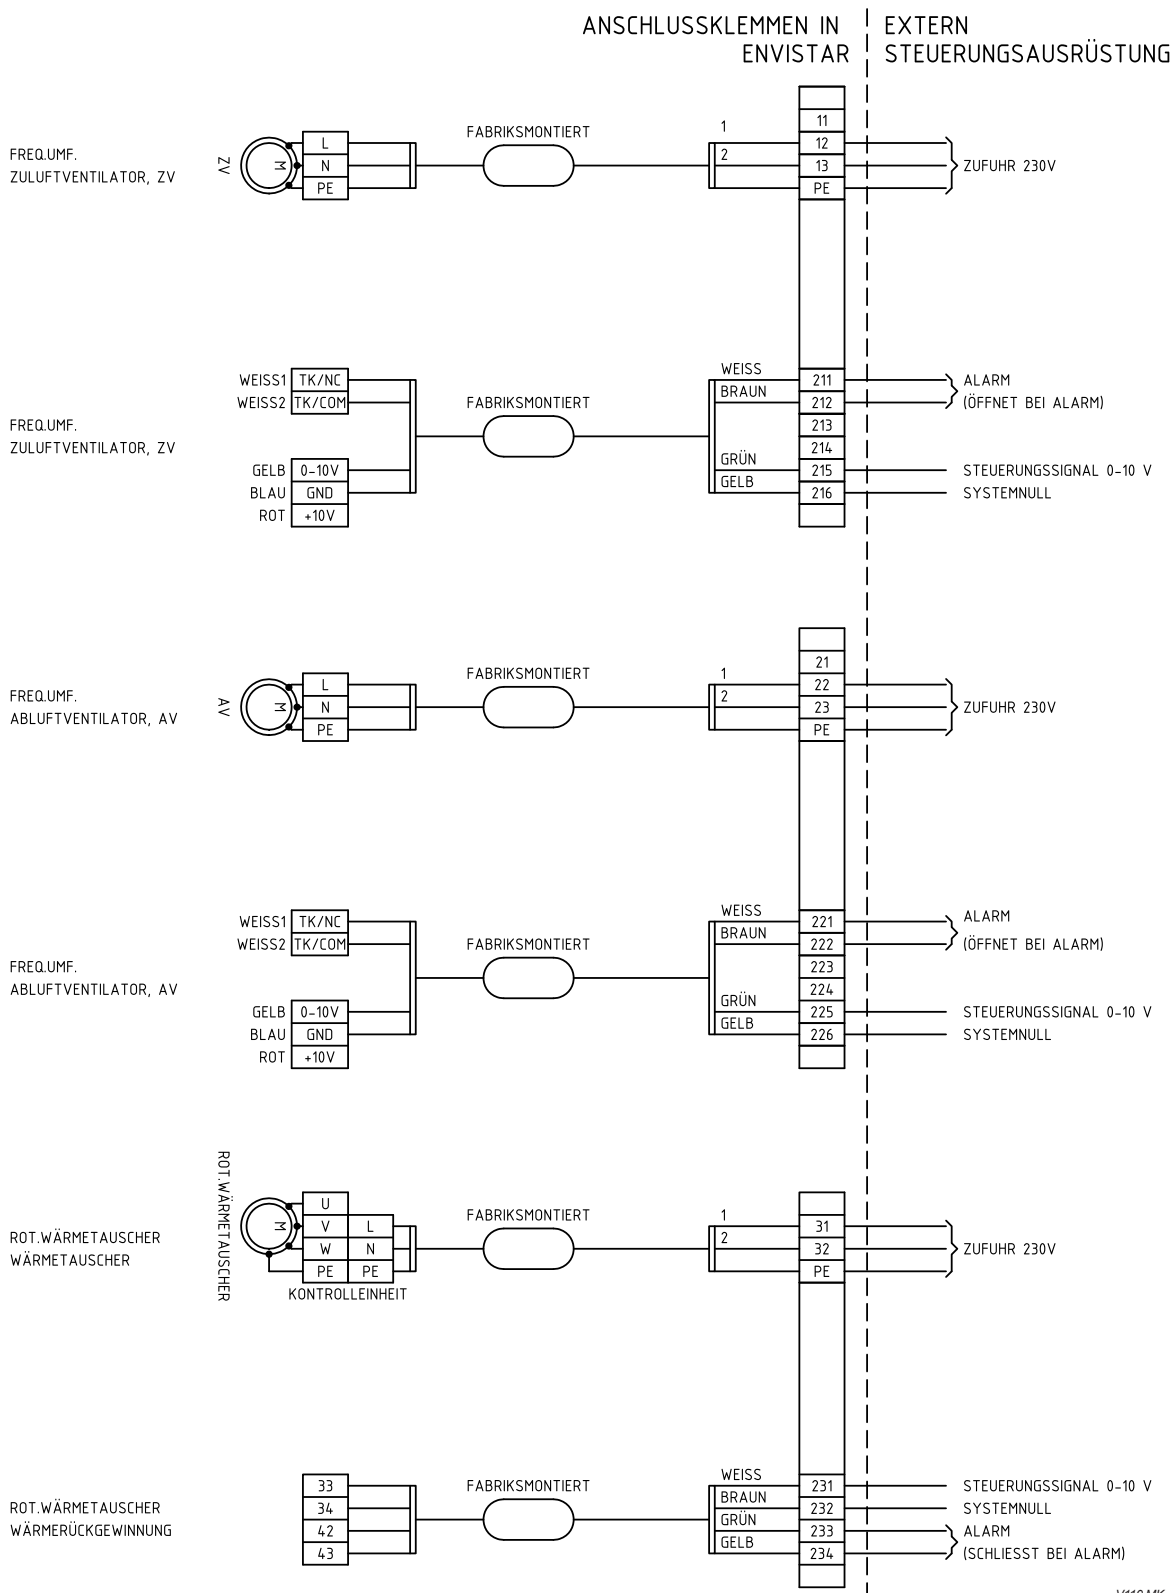 ANSCHLUSSKLEMMEN IN
ENVISTAR
EXTERN
STEUERUNGSAUSRÜSTUNG
FREQ.UMF.
ZULUFTVENTILATOR, ZV
ZV
M
L
N
PE
FABRIKSMONTIERT
1
2
11
12
13
PE
ZUFUHR 230V
FREQ.UMF.
ZULUFTVENTILATOR, ZV
WEISS1 TK/NC
WEISS2 TK/COM
GELB 0-10V
BLAU GND
ROT +10V
FABRIKSMONTIERT
WEISS
BRAUN
GRÜN
GELB
211
212
213
214
215
216
ALARM
(ÖFFNET BEI ALARM)
STEUERUNGSSIGNAL 0-10 V
SYSTEMNULL
FREQ.UMF.
ABLUFTVENTILATOR, AV
AV
M
L
N
PE
FABRIKSMONTIERT
1
2
21
22
23
PE
ZUFUHR 230V
FREQ.UMF.
ABLUFTVENTILATOR, AV
WEISS1 TK/NC
WEISS2 TK/COM
GELB 0-10V
BLAU GND
ROT +10V
FABRIKSMONTIERT
WEISS
BRAUN
GRÜN
GELB
221
222
223
224
225
226
ALARM
(ÖFFNET BEI ALARM)
STEUERUNGSSIGNAL 0-10 V
SYSTEMNULL
ROT.WÄRMETAUSCHER
WÄRMETAUSCHER
ROT.WÄRMETAUSCHER
M
U
V L
W N
PE PE
KONTROLLEINHEIT
FABRIKSMONTIERT
1
2
31
32
PE
ZUFUHR 230V
ROT.WÄRMETAUSCHER
WÄRMERÜCKGEWINNUNG
33
34
42
43
FABRIKSMONTIERT
WEISS
BRAUN
GRÜN
GELB
231
232
233
234
STEUERUNGSSIGNAL 0-10 V
SYSTEMNULL
ALARM
(SCHLIESST BEI ALARM)